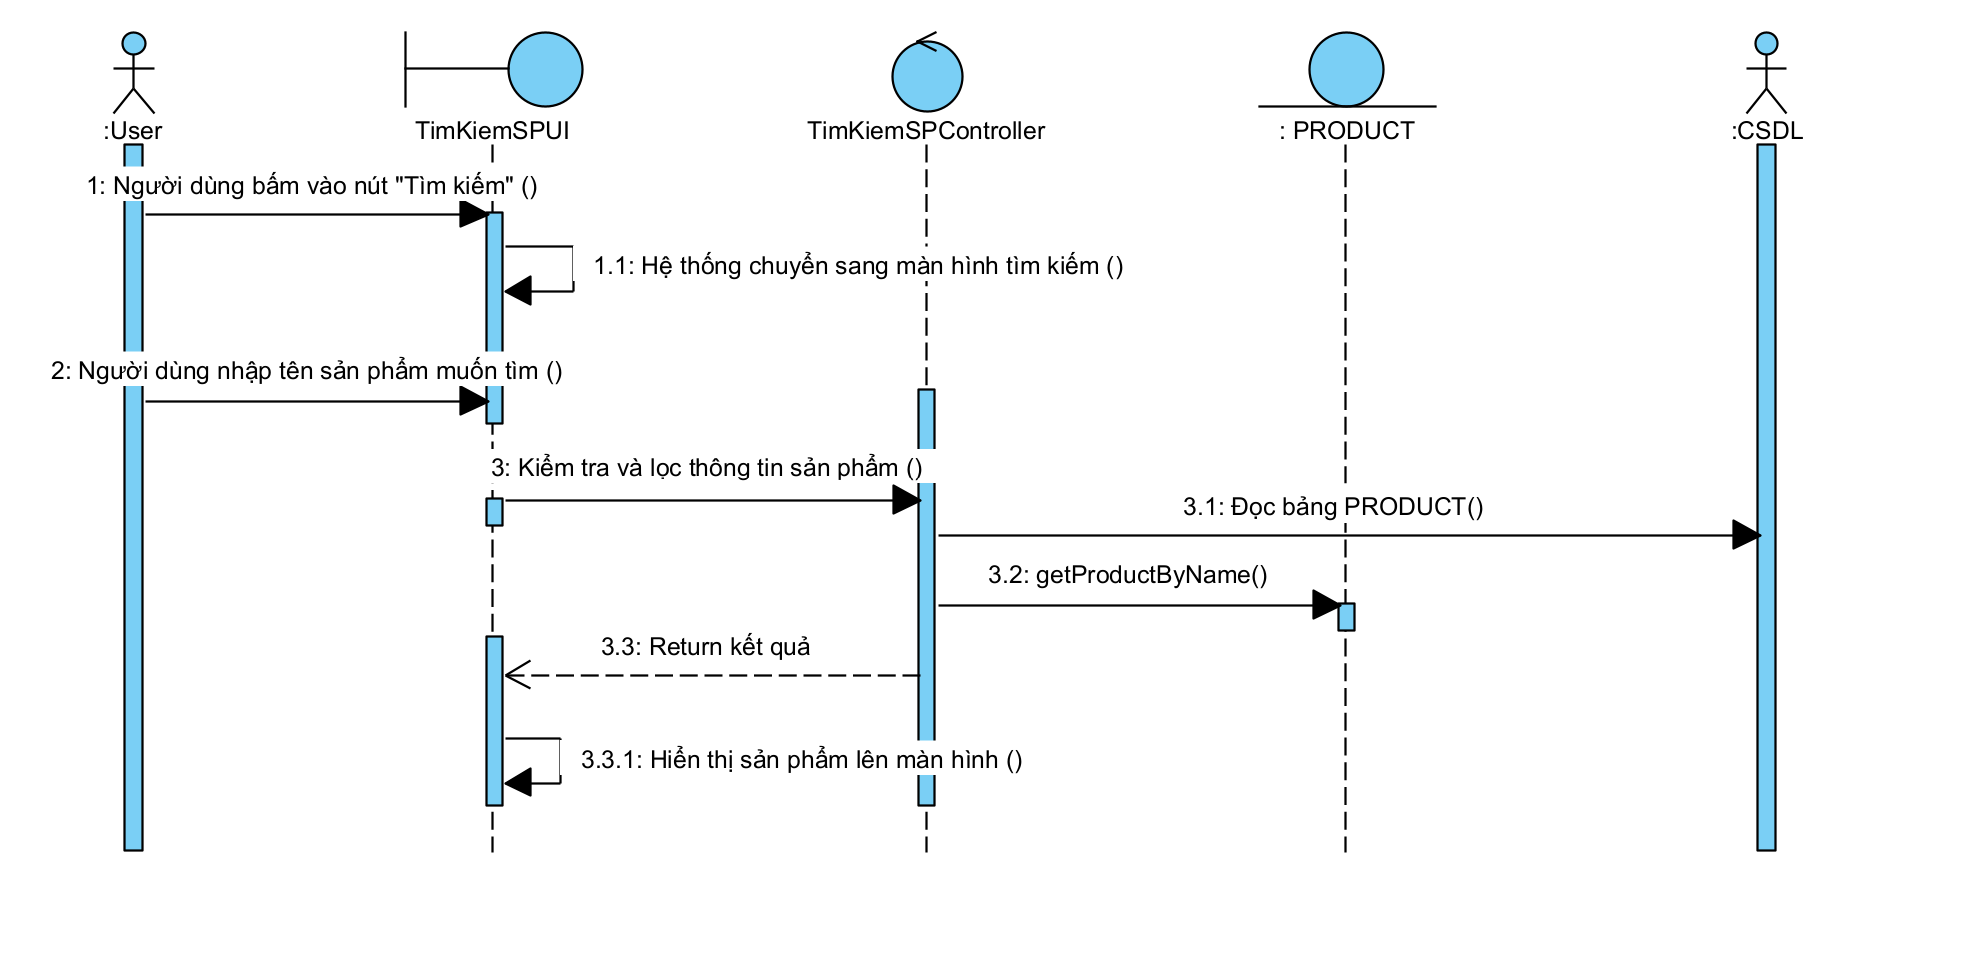 :User
TimKiemSPUI
TimKiemSPController
: PRODUCT
:CSDL
1: Người dùng bấm vào nút "Tìm kiếm" ()
1.1: Hệ thống chuyển sang màn hình tìm kiếm ()
2: Người dùng nhập tên sản phẩm muốn tìm ()
3: Kiểm tra và lọc thông tin sản phẩm ()
3.1: Đọc bảng PRODUCT()
3.2: getProductByName()
3.3: Return kết quả
3.3.1: Hiển thị sản phẩm lên màn hình ()